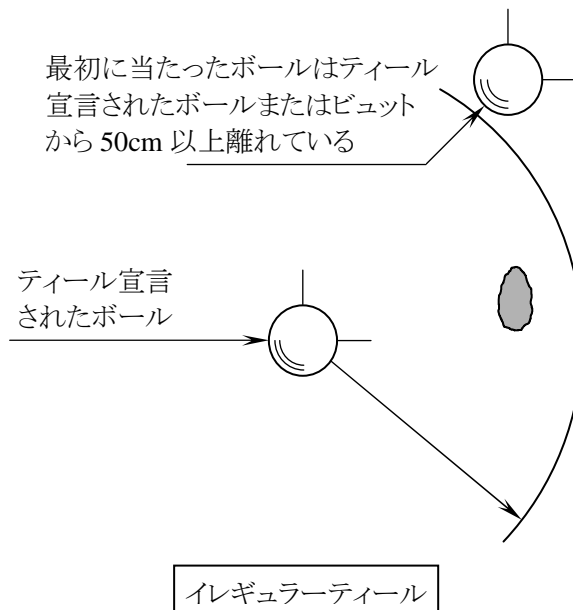 最初に当たったボールはティール
宣言されたボールまたはビュット
から 50cm 以上離れている
ティール宣言
されたボール
イレギュラーティール